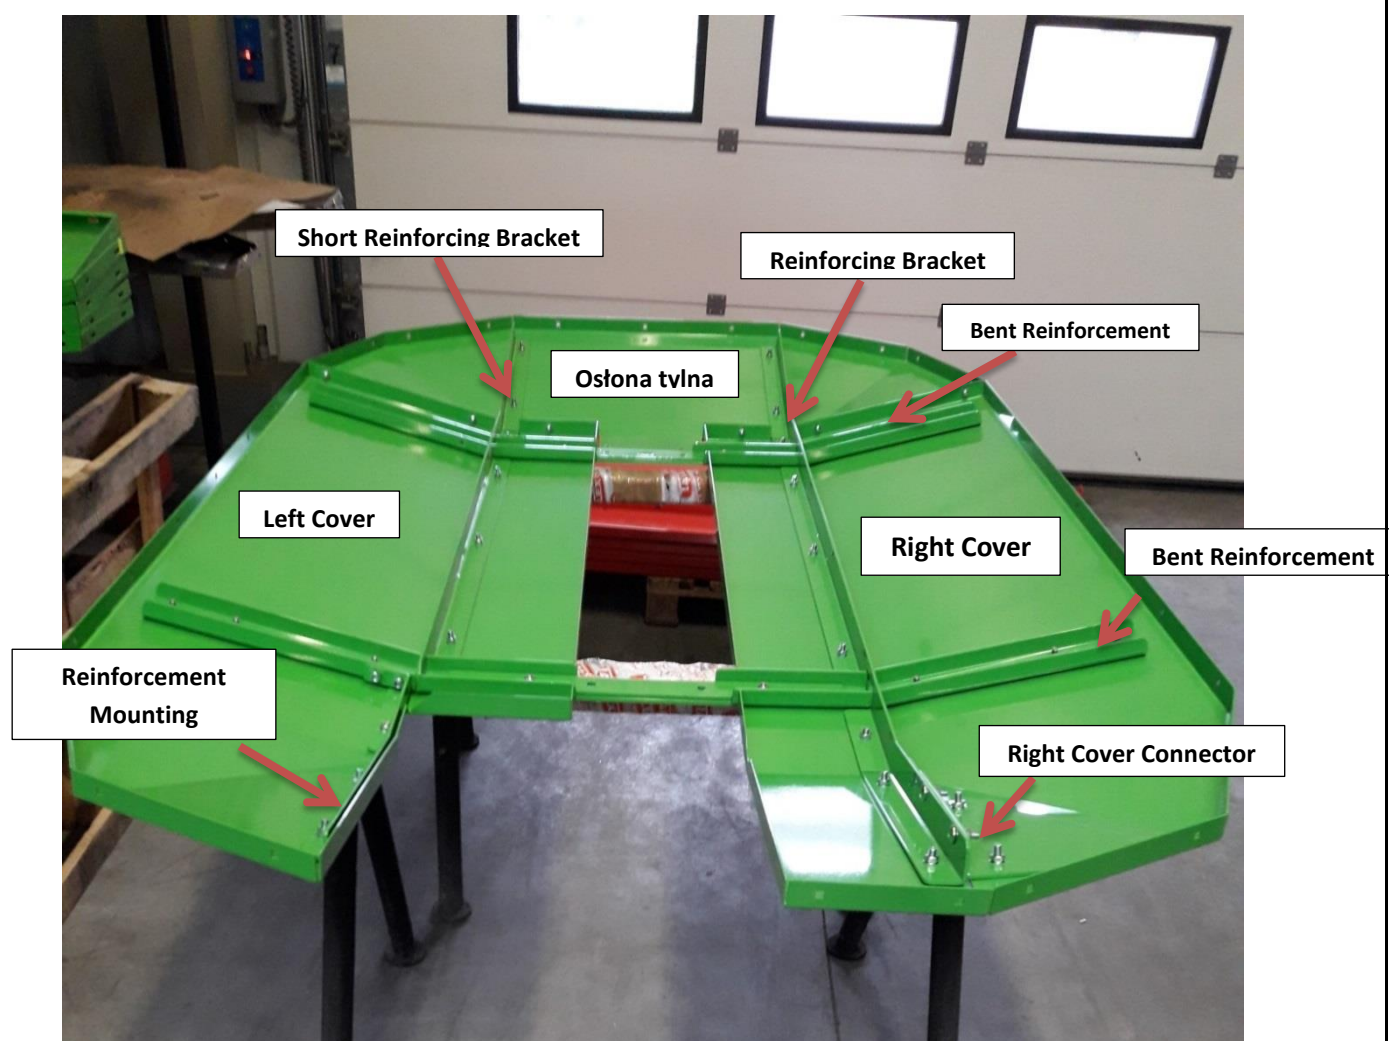 Short Reinforcing Bracket
Reinforcing Bracket
Bent Reinforcement
Osłona tylna
Left Cover
Right Cover
Bent Reinforcement
Reinforcement
Mounting
Right Cover Connector